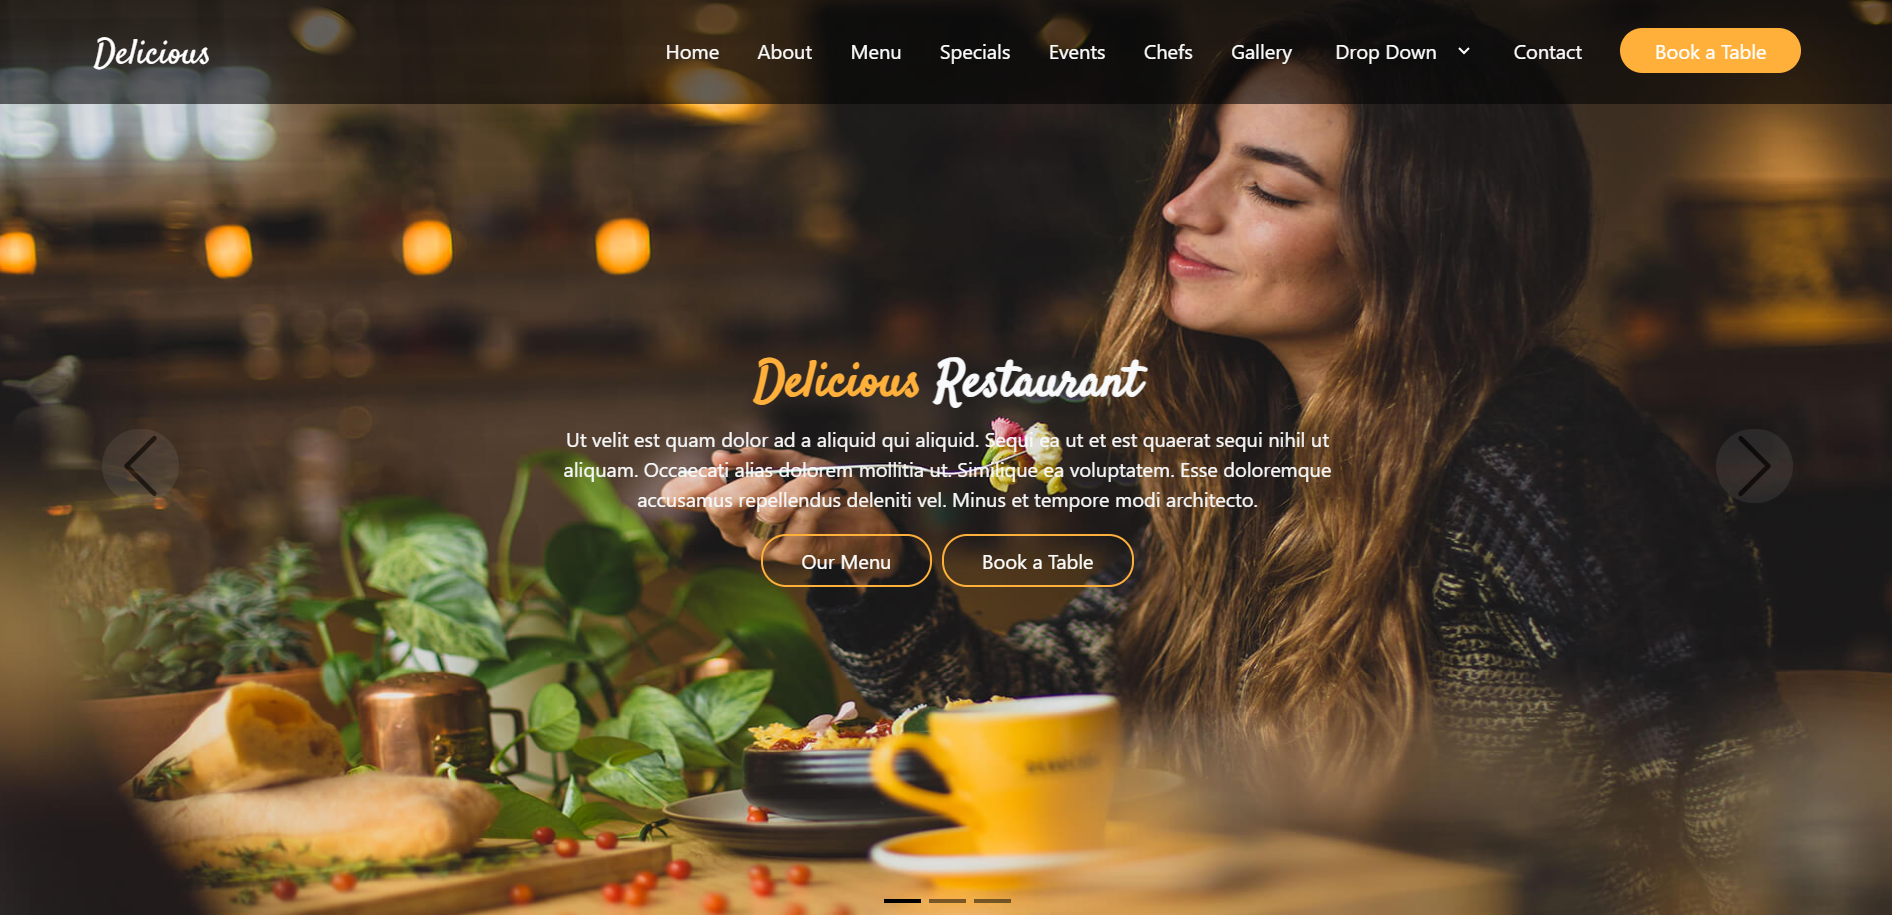 Delicious
Home About Menu Specials Events Chefs Gallery Drop Down Contact Book a Table
Delicious Restaurant
Ut velit est quam dolor ad a aliquid qui aliquid. Sequi ea ut et est quaerat sequi nihil ut
aliquam. Occaecati alias dolorem mollitia ut. Similique ea voluptatem. Esse doloremque
accusamus repellendus deleniti vel. Minus et tempore modi architecto.
Our Menu Book a Table